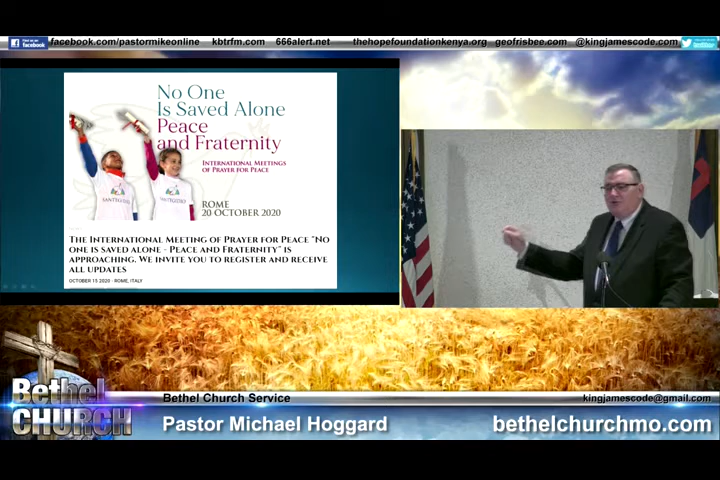 facebook.com/pastormikeonline kbtrfm.com 666alert.net thehopefoundationkenya.org geofrisbee.com @kingjamescode.com
No One
Is Saved Alone
Peace
and Fraternity
International Meetings
of Prayer for Peace
ROME
20 OCTOBER 2020
The International Meeting of Prayer for Peace "No
one is saved alone - Peace and Fraternity" is
approaching. We invite you to register and receive
all updates
OCTOBER 15 2020 - ROME, ITALY
Bethel
CHURCH
Bethel Church Service
kingjamescode@gmail.com
Pastor Michael Hoggard
bethelchurchmo.com